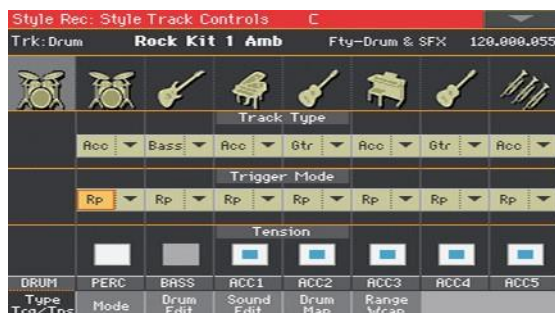 Style Rec: Style Track Controls C
Trk:Drum Rock Kit 1 Amb Fty-Drum & SFX 120.000.055
Track Type
Acc Bass Acc Gtr Acc Gtr Acc
Trigger Mode
Rp Rp Rp Rp Rp Rp Rp
Tension
DRUM PERC BASS ACC1 ACC2 ACC3 ACC4 ACC5
Type Mode Drum Sound Drum Range
Trg/Tns Edit Edit Map Wrap